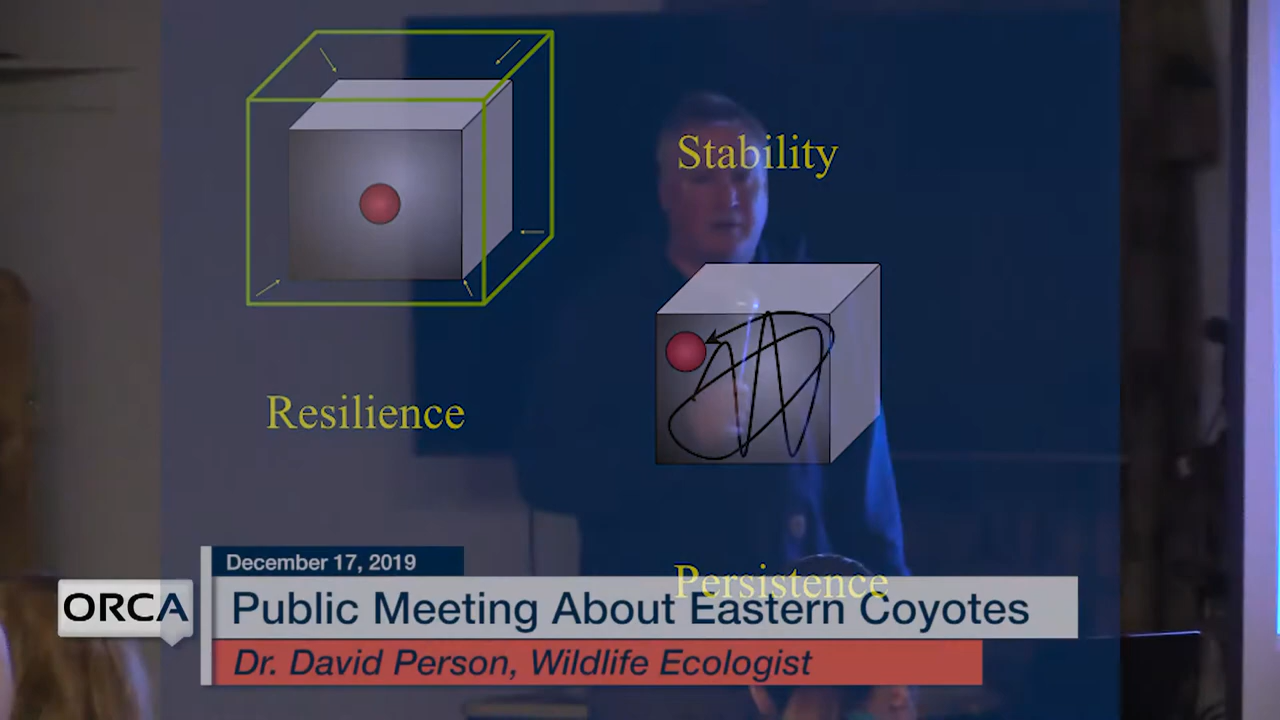 Stability
Resilience
Persistence
December 17, 2019
ORCA
Public Meeting About Eastern Coyotes
Dr. David Person, Wildlife Ecologist